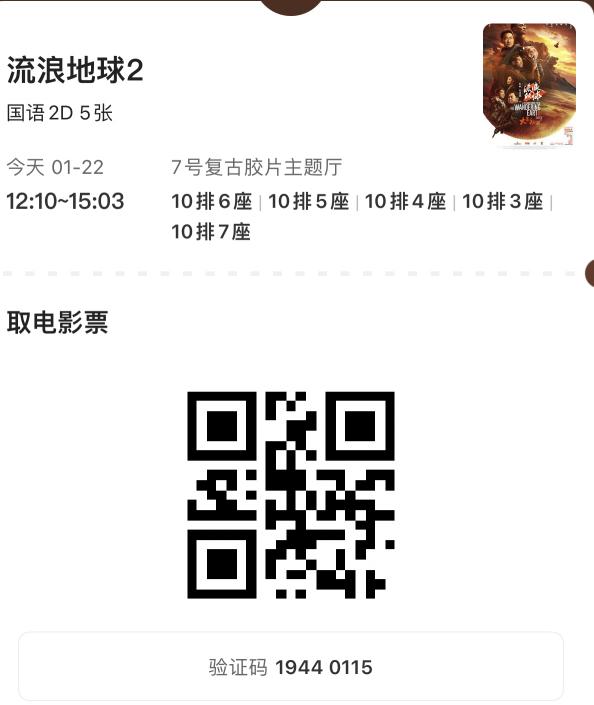 流浪地球2
国语 2D 5张
今天 01-22
7号复古胶片主题厅
12:10~15:03
10排6座 | 10排5座 | 10排4座 | 10排3座 |
10排7座
取电影票
验证码 1944 0115